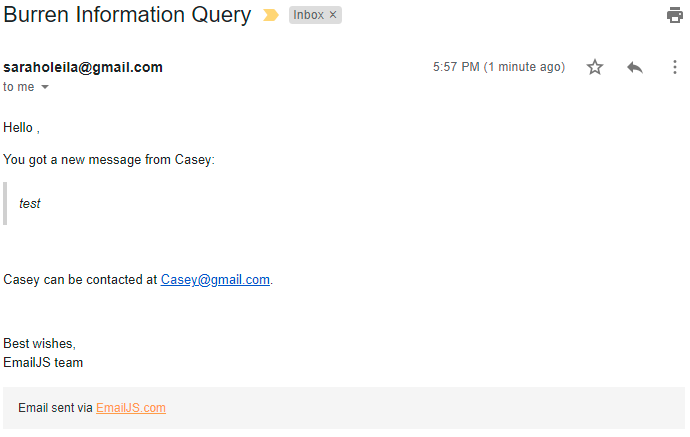 Burren Information Query
Inbox ×
saraholeila@gmail.com
5:57 PM (1 minute ago)
to me
Hello ,
You got a new message from Casey:
test
Casey can be contacted at Casey@gmail.com.
Best wishes,
EmailJS team
Email sent via EmailJS.com